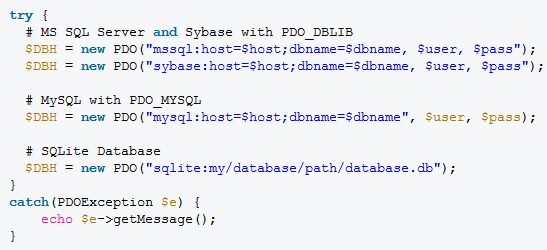 try {
  # MS SQL Server and Sybase with PDO_DBLIB
  $DBH = new PDO("mssql:host=$host;dbname=$dbname, $user, $pass");
  $DBH = new PDO("sybase:host=$host;dbname=$dbname, $user, $pass");

  # MySQL with PDO_MYSQL
  $DBH = new PDO("mysql:host=$host;dbname=$dbname", $user, $pass);

  # SQLite Database
  $DBH = new PDO("sqlite:my/database/path/database.db");
}
catch(PDOException $e) {
    echo $e->getMessage();
}